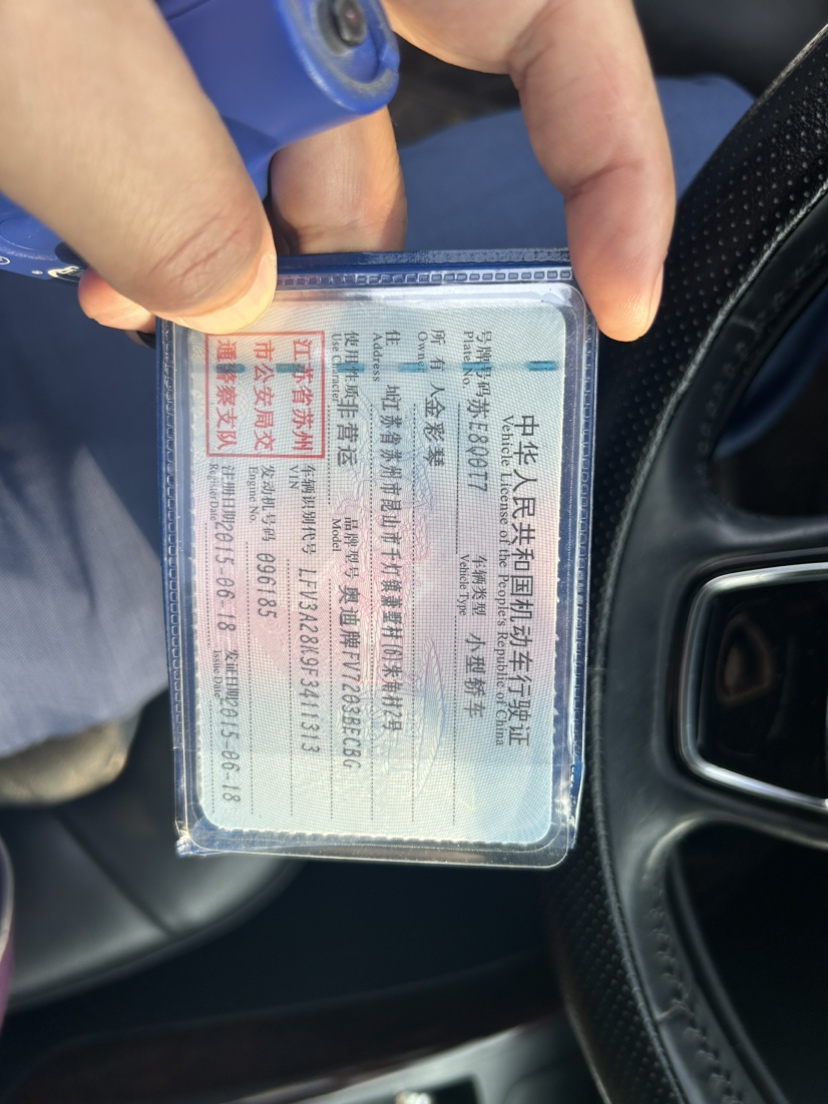 中华人民共和国机动车行驶证
Vehicle License of the People's Republic of China
号牌号码 苏E8Q0T7 车辆类型 小型轿车
Plate No. Vehicle Type
所有人 金彩琴
Owner
住址 江苏省苏州市昆山市千灯镇 村(6)朱 村2号
Address
使用性质 非营运 品牌型号 奥迪牌FV7203BECBG
Use Character Model
江苏省苏州
市公安局交
通警察支队
车辆识别代号 LFV3A28K9F3411313
VIN
发动机号码 096185
Engine No.
注册日期 2015-06-18 发证日期 2015-06-18
Register Date Issue Date